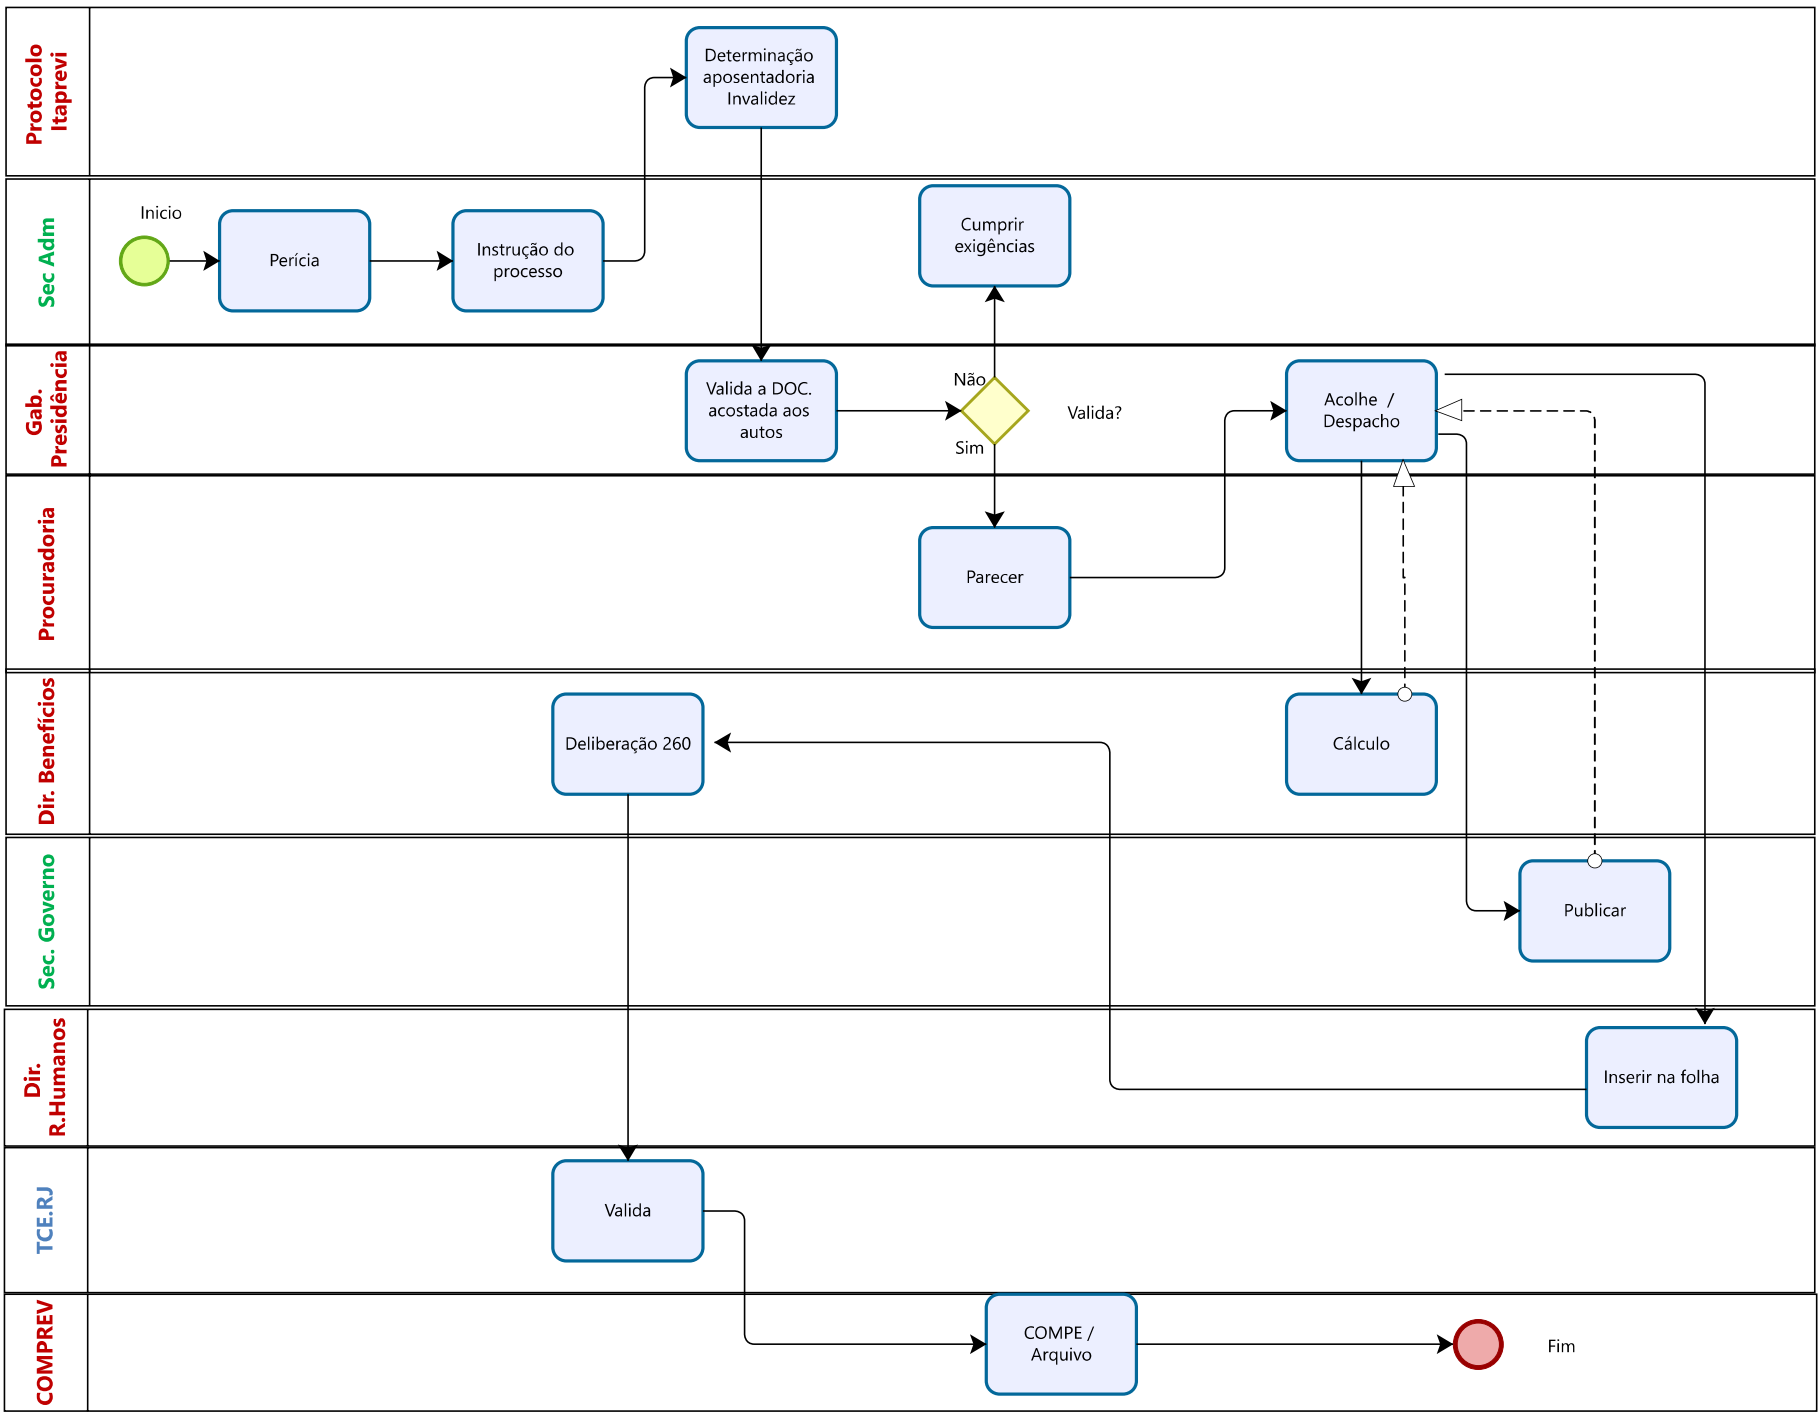 Protocolo
Itaprevi
Determinação
aposentadoria
Invalidez
Sec Adm
Inicio
Perícia
Instrução do
processo
Cumprir
exigências
Gab.
Presidência
Valida a DOC.
acostada aos
autos
Não
Sim
Valida?
Acolhe /
Despacho
Procuradoria
Parecer
Dir. Benefícios
Deliberação 260
Cálculo
Sec. Governo
Publicar
Dir.
R.Humanos
Inserir na folha
TCE.RJ
Valida
COMPREV
COMPE /
Arquivo
Fim